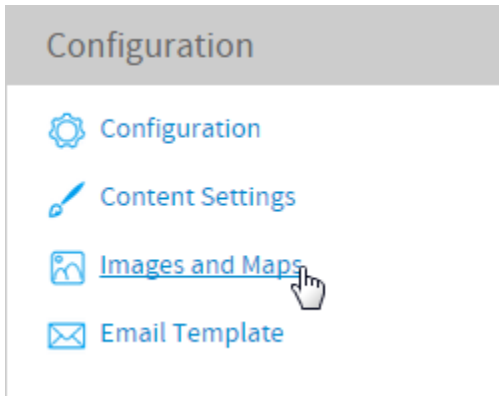 Configuration
Configuration
Content Settings
Images and Maps
Email Template